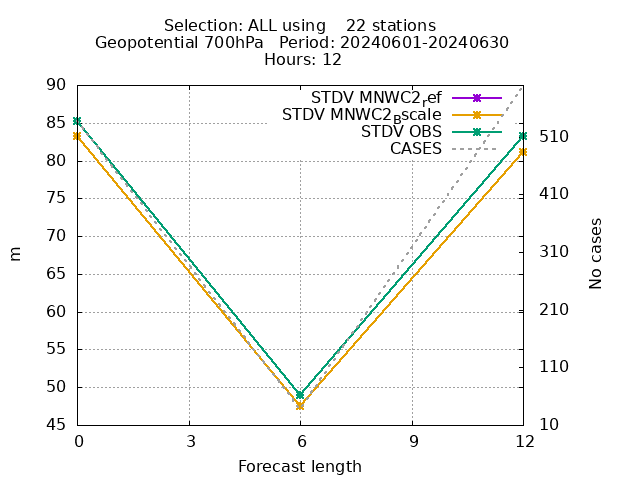 Selection: ALL using    22 stations
Geopotential 700hPa   Period: 20240601-20240630
Hours: 12
STDV MNWC2_ref
STDV MNWC2_Bscale
STDV OBS
CASES
90
85
80
75
70
65
60
55
50
45
m
510
410
310
210
110
10
No cases
0
3
6
9
12
Forecast length